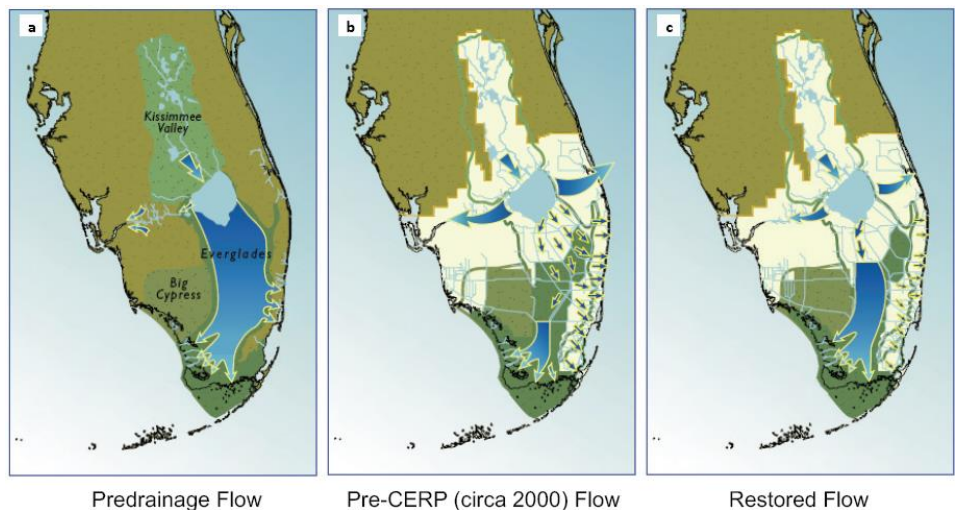 a
Kissimmee
Valley
Everglades
Big
Cypress
b
c
Predrainage Flow
Pre-CERP (circa 2000) Flow
Restored Flow